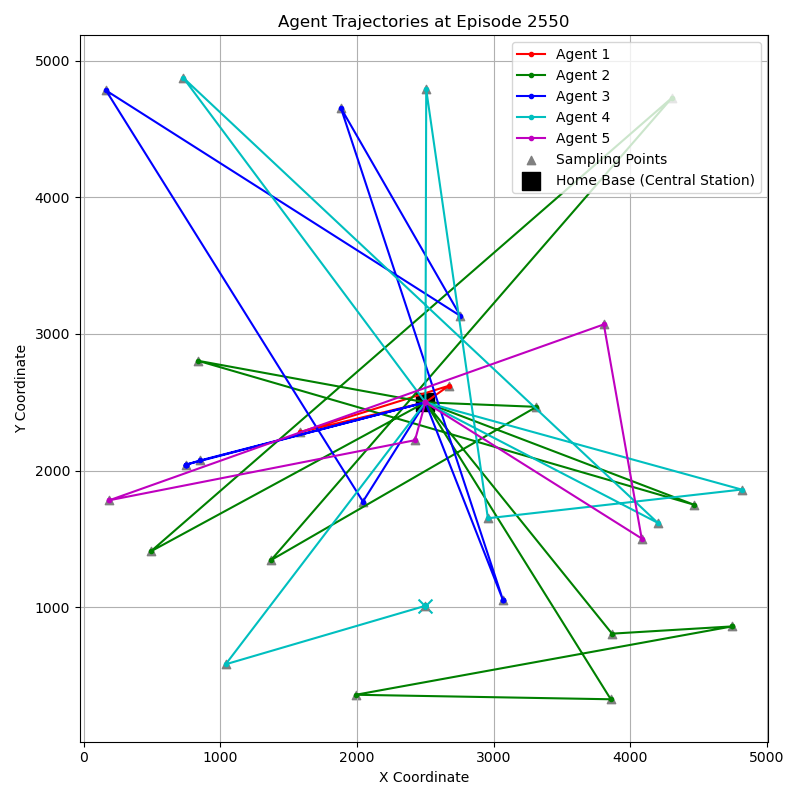 Agent Trajectories at Episode 2550
Agent 1
Agent 2
Agent 3
Agent 4
Agent 5
Sampling Points
Home Base (Central Station)
5000
4000
3000
2000
1000
Y Coordinate
0
1000
2000
3000
4000
5000
X Coordinate